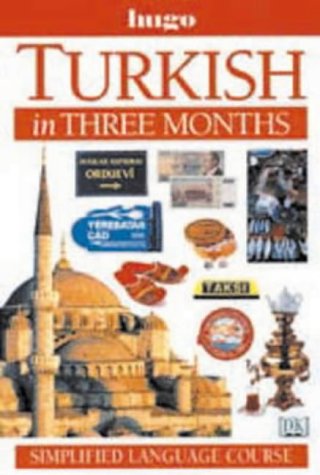 hugo
TURKISH
in THREE MONTHS
ORDUEVİ
YEREBATAN
CAD
TAKSİ
SIMPLIFIED LANGUAGE COURSE
DK